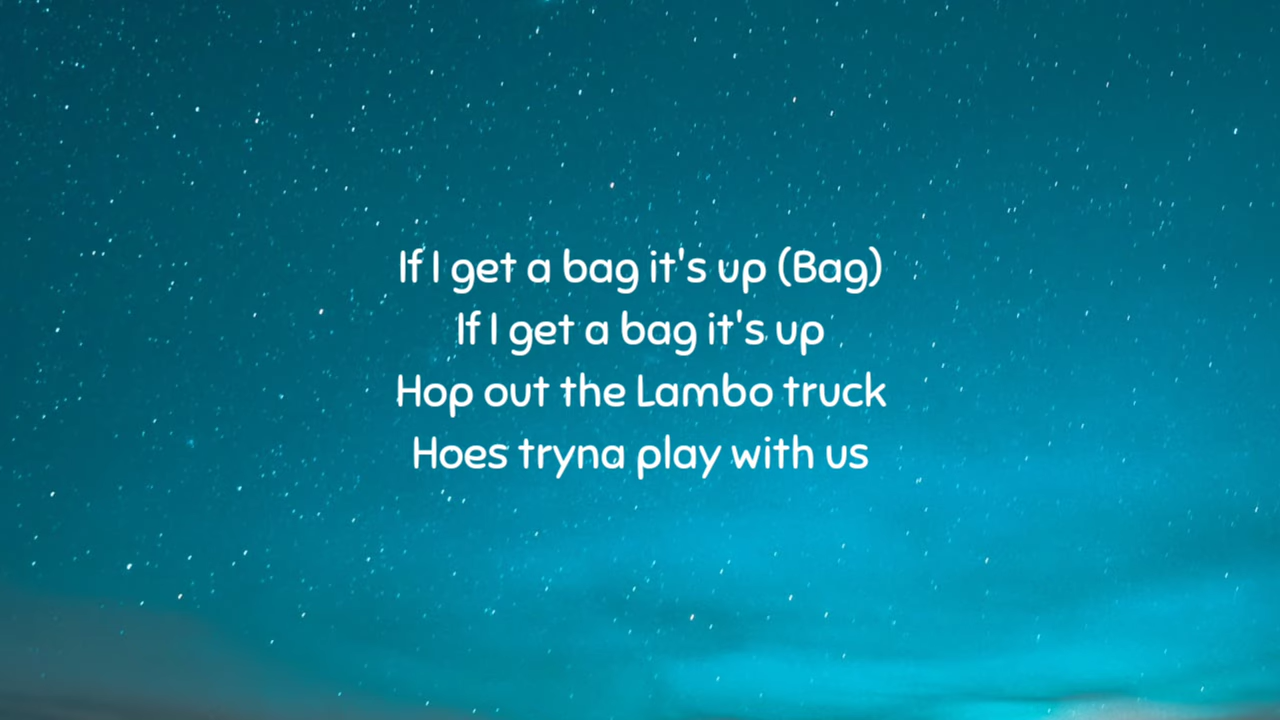 If I get a bag it's up (Bag)
If I get a bag it's up
Hop out the Lambo truck
Hoes tryna play with us